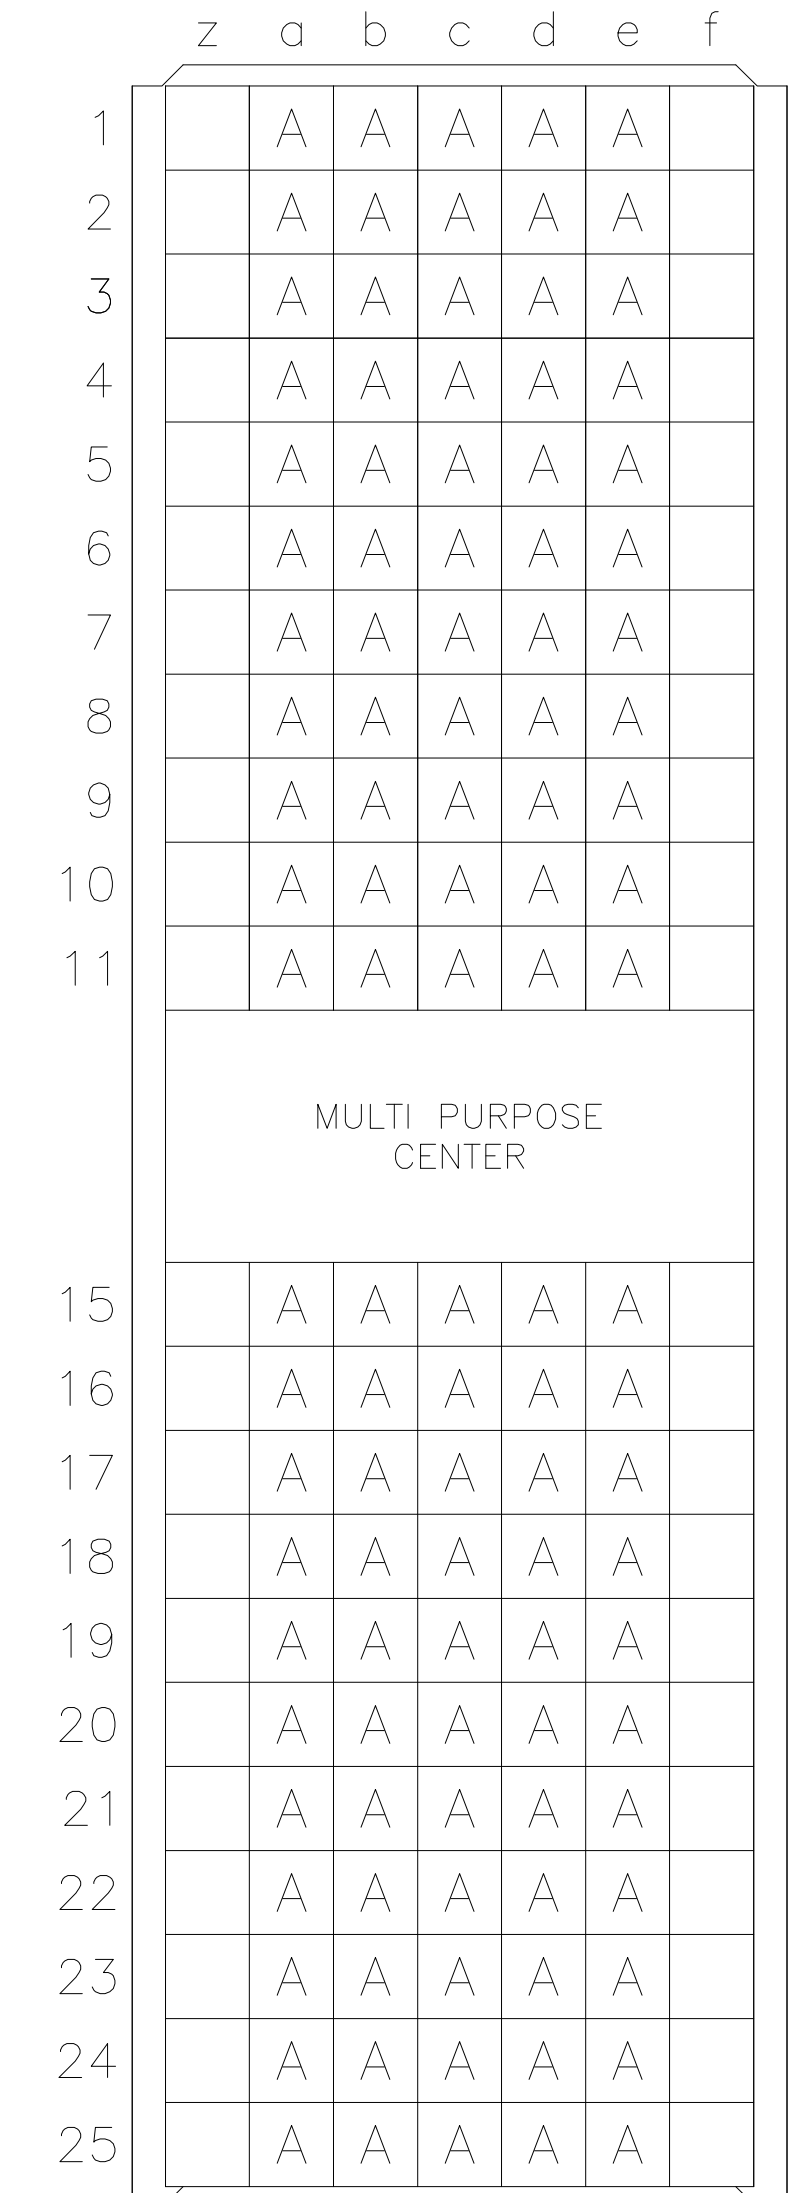 z a b c d e f
1 A A A A A
2 A A A A A
3 A A A A A
4 A A A A A
5 A A A A A
6 A A A A A
7 A A A A A
8 A A A A A
9 A A A A A
10 A A A A A
11 A A A A A
MULTI PURPOSE
CENTER
15 A A A A A
16 A A A A A
17 A A A A A
18 A A A A A
19 A A A A A
20 A A A A A
21 A A A A A
22 A A A A A
23 A A A A A
24 A A A A A
25 A A A A A